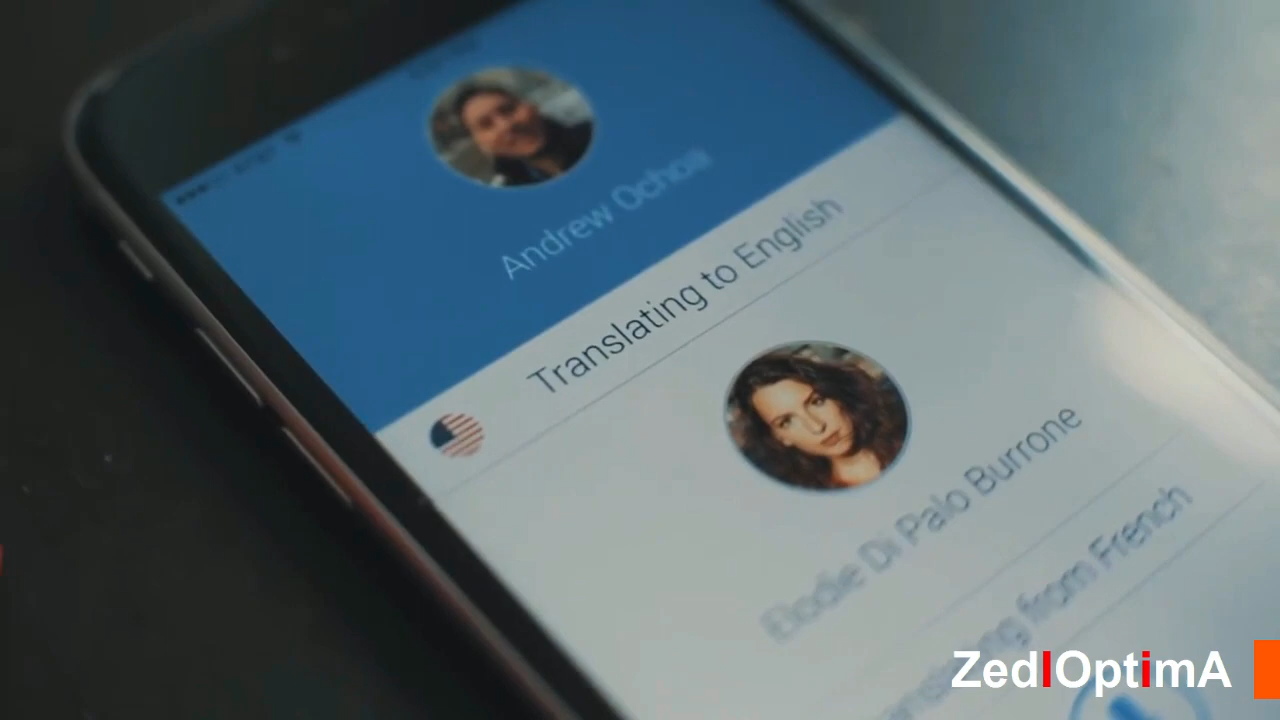 Andrew Ochoa
Translating to English
Elodie Di Palo Burrone
from French
ZedIOptimA